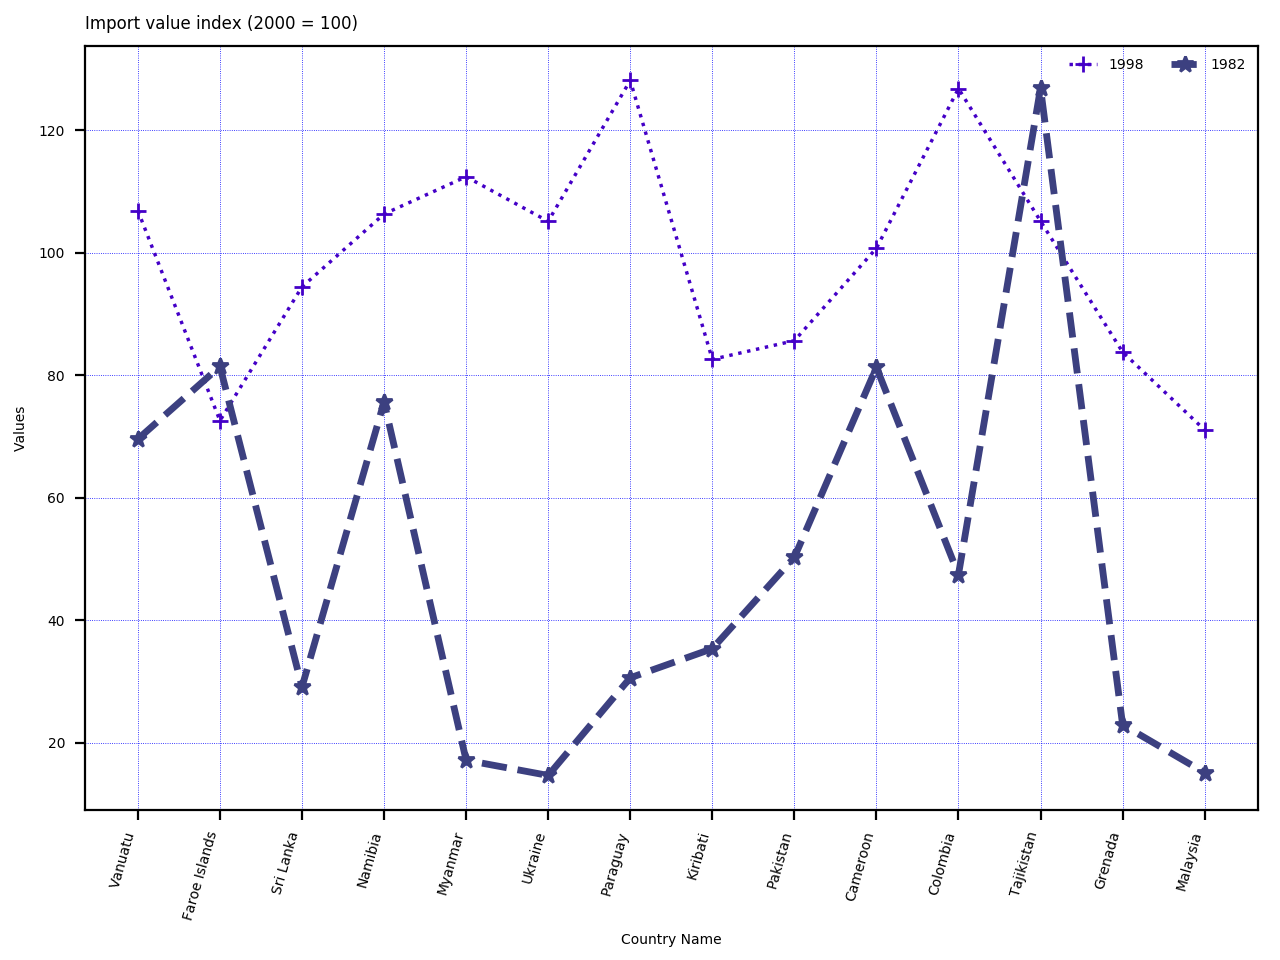 Import value index (2000 = 100)
1998
1982
120
100
80
60
40
20
Values
Vanuatu
Faroe Islands
Sri Lanka
Namibia
Myanmar
Ukraine
Paraguay
Kiribati
Pakistan
Cameroon
Colombia
Tajikistan
Grenada
Malaysia
Country Name